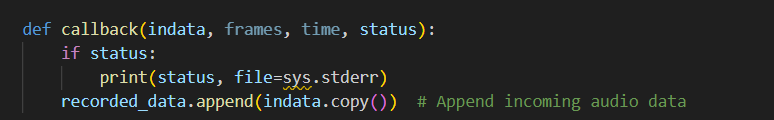 def callback(indata, frames, time, status):
    if status:
        print(status, file=sys.stderr)
    recorded_data.append(indata.copy())  # Append incoming audio data